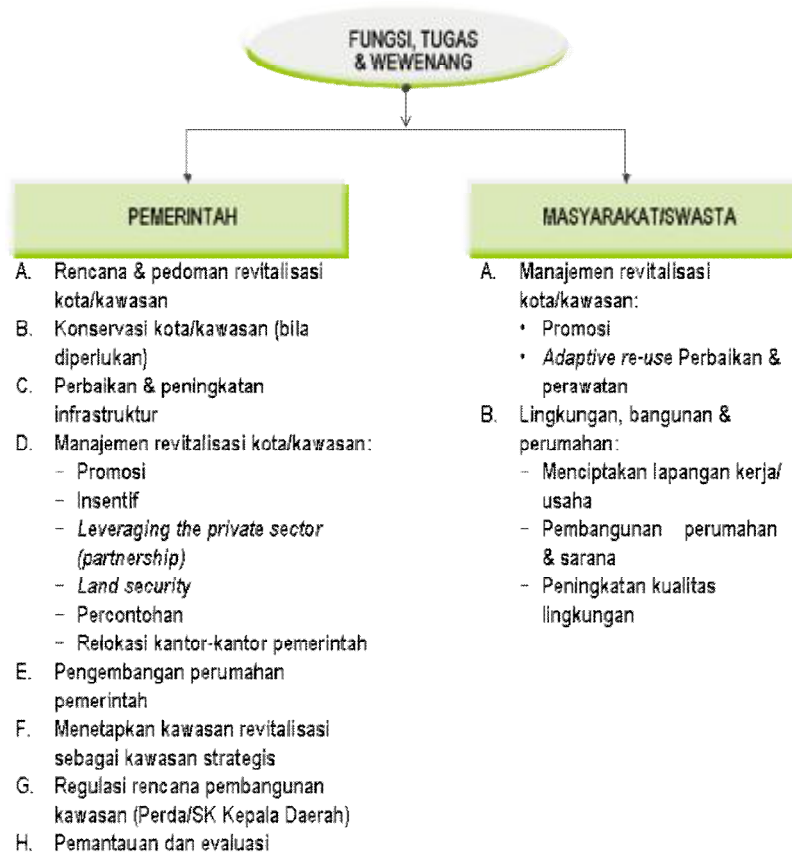 FUNGSI, TUGAS
& WEWENANG
PEMERINTAH
A. Rencana & pedoman revitalisasi
kota/kawasan
B. Konservasi kota/kawasan (bila
diperlukan)
C. Perbaikan & peningkatan
infrastruktur
D. Manajemen revitalisasi kota/kawasan:
– Promosi
– Insentif
– Leveraging the private sector
(partnership)
– Land security
– Percontohan
– Relokasi kantor-kantor pemerintah
E. Pengembangan perumahan
pemerintah
F. Menetapkan kawasan revitalisasi
sebagai kawasan strategis
G. Regulasi rencana pembangunan
kawasan (Perda/SK Kepala Daerah)
H. Pemantauan dan evaluasi
MASYARAKAT/SWASTA
A. Manajemen revitalisasi
kota/kawasan:
• Promosi
• Adaptive re-use Perbaikan &
perawatan
B. Lingkungan, bangunan &
perumahan:
– Menciptakan lapangan kerja/
usaha
– Pembangunan perumahan
& sarana
– Peningkatan kualitas
lingkungan